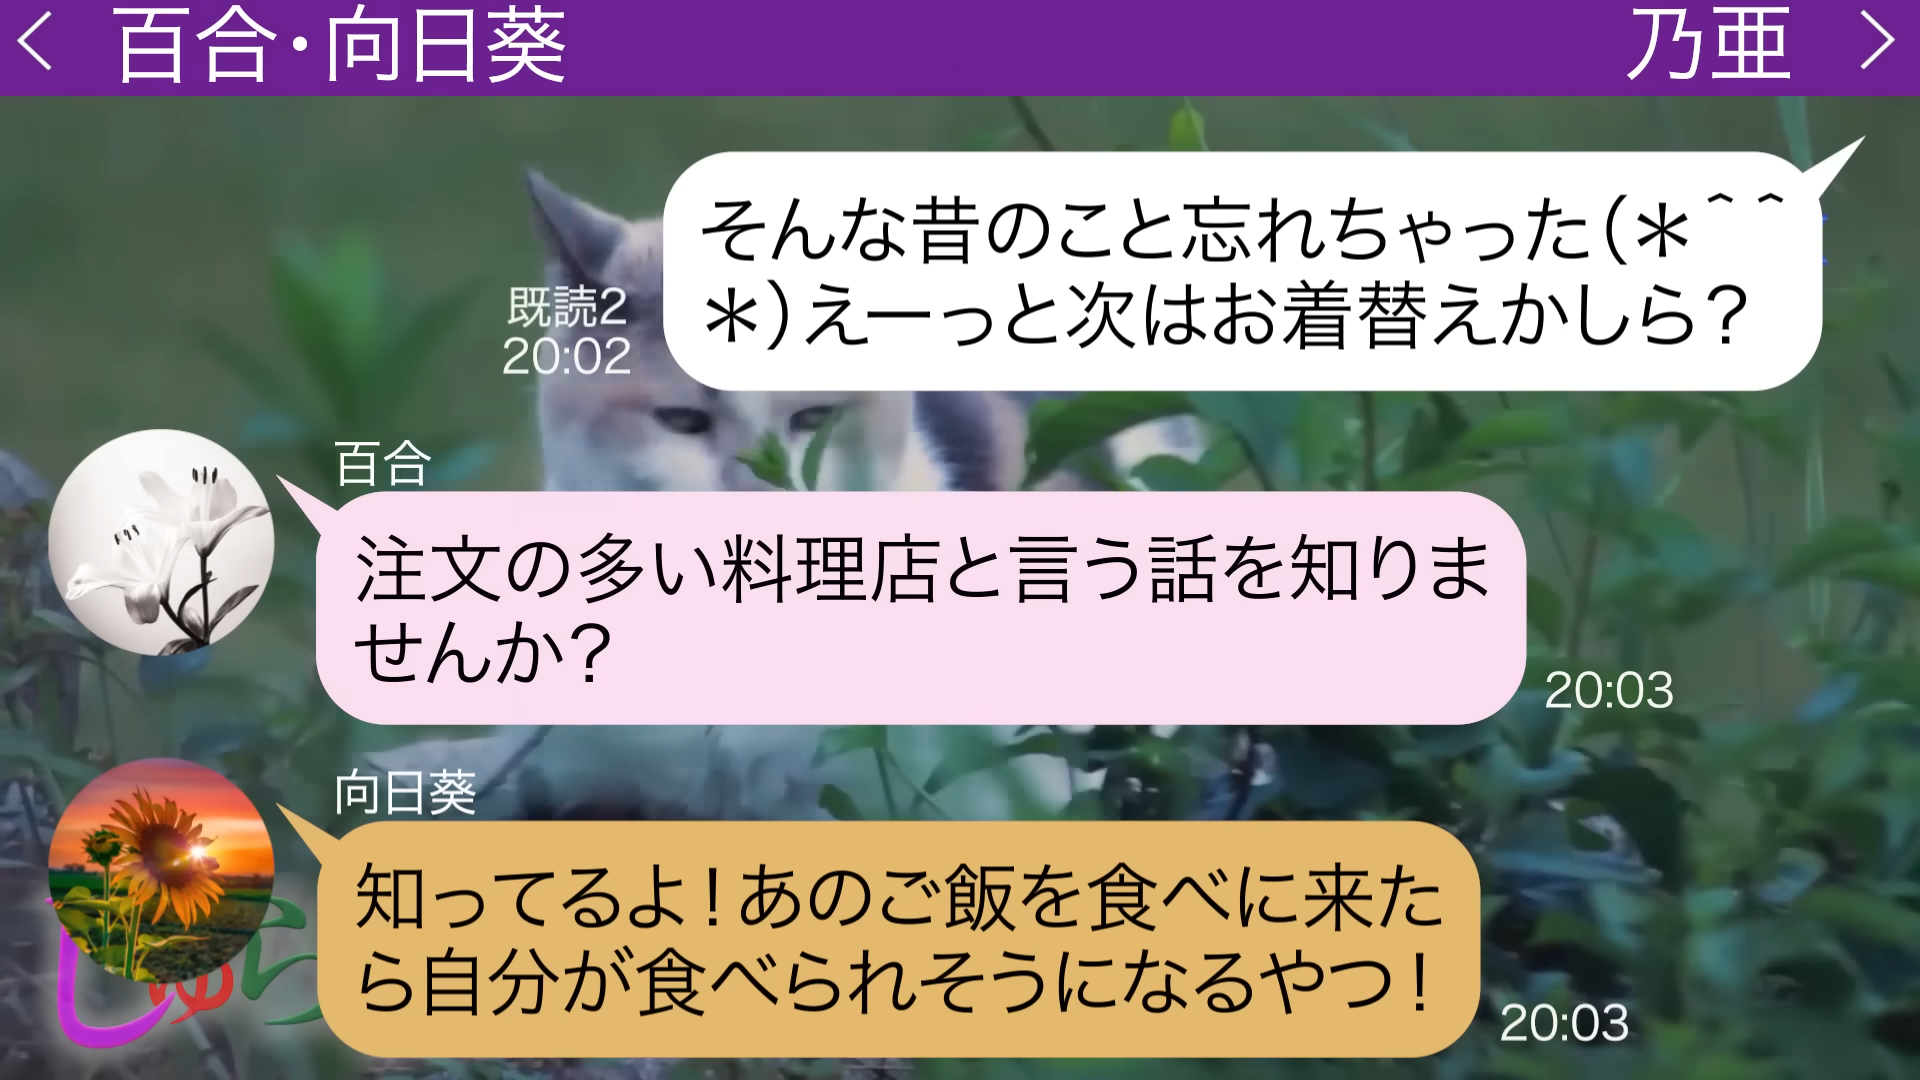 百合・向日葵
乃亜
そんな昔のこと忘れちゃった(＊＾＾
＊)えーっと次はお着替えかしら？
既読2
20:02
百合
注文の多い料理店と言う話を知りま
せんか？
20:03
向日葵
知ってるよ！あのご飯を食べに来た
ら自分が食べられそうになるやつ！
20:03